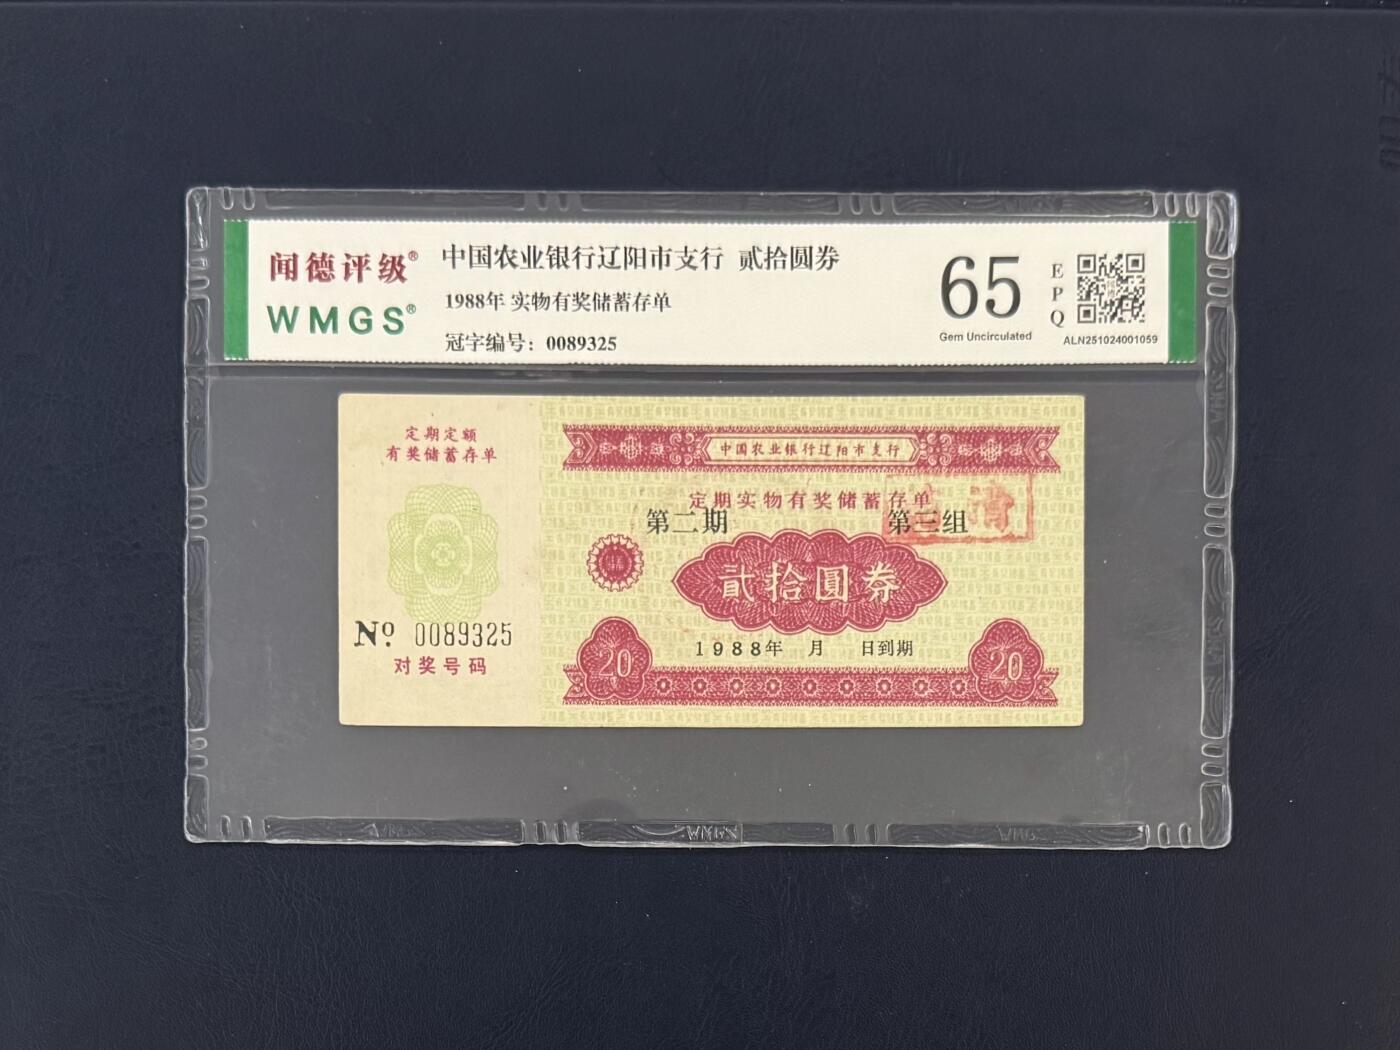 闻德评级®
WMGS®
中国农业银行辽阳市支行 贰拾圆券
1988年 实物有奖储蓄存单
冠字编号：0089325
65
EPQ
Gem Uncirculated
ALN251024001059
定期定额
有奖储蓄存单
Nº 0089325
对奖号码
中国农业银行辽阳市支行
定期实物有奖储蓄存单
第二期 第三组
贰拾圆券
1988年 月 日到期
20 20
WMGS
WMGS
WMG